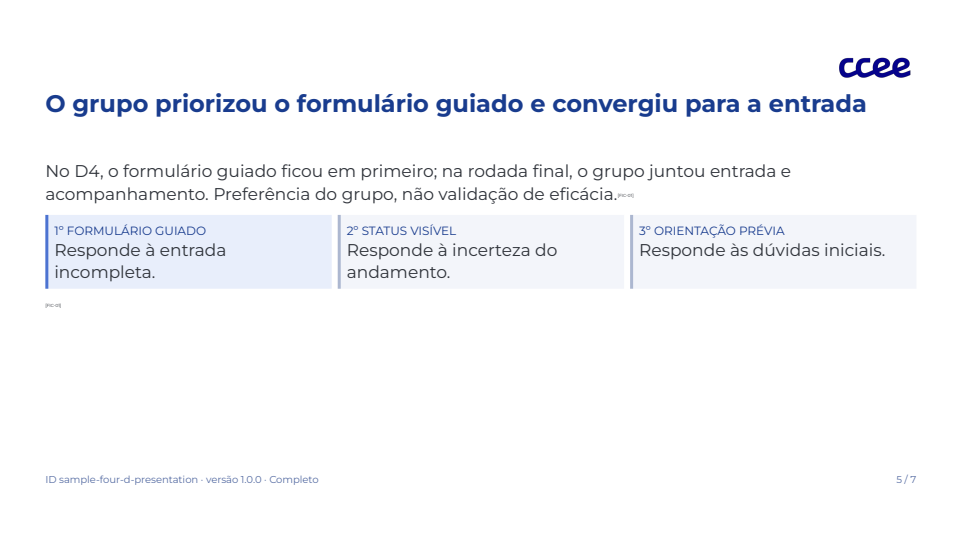 ccee
O grupo priorizou o formulário guiado e convergiu para a entrada
No D4, o formulário guiado ficou em primeiro; na rodada final, o grupo juntou entrada e
acompanhamento. Preferência do grupo, não validação de eficácia.
1º FORMULÁRIO GUIADO
Responde à entrada
incompleta.
2º STATUS VISÍVEL
Responde à incerteza do
andamento.
3º ORIENTAÇÃO PRÉVIA
Responde às dúvidas iniciais.
ID sample-four-d-presentation · versão 1.0.0 · Completo
5 / 7